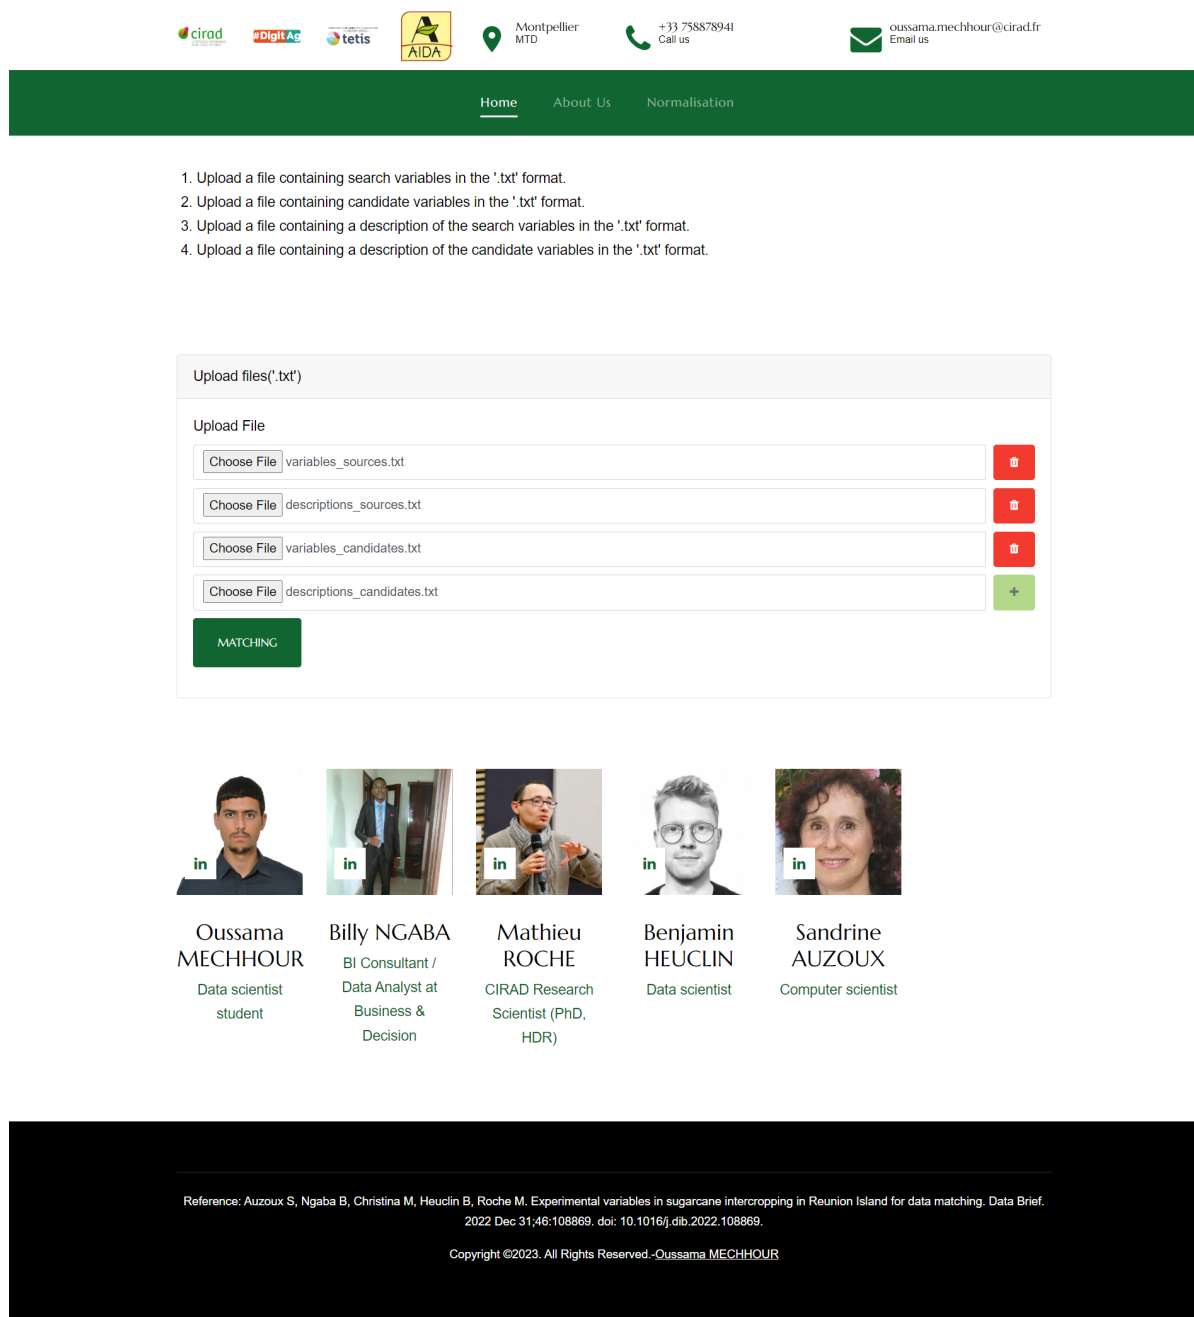 cirad
#DigitAg
tetis
AIDA
Montpellier
MTD
+33 758878941
Call us
oussama.mechhour@cirad.fr
Email us
Home
About Us
Normalisation
1. Upload a file containing search variables in the '.txt' format.
2. Upload a file containing candidate variables in the '.txt' format.
3. Upload a file containing a description of the search variables in the '.txt' format.
4. Upload a file containing a description of the candidate variables in the '.txt' format.
Upload files('.txt')
Upload File
Choose File variables_sources.txt
Choose File descriptions_sources.txt
Choose File variables_candidates.txt
Choose File descriptions_candidates.txt
+
MATCHING
in
in
in
in
in
Oussama
MECHHOUR
Data scientist
student
Billy NGABA
BI Consultant /
Data Analyst at
Business &
Decision
Mathieu
ROCHE
CIRAD Research
Scientist (PhD,
HDR)
Benjamin
HEUCLIN
Data scientist
Sandrine
AUZOUX
Computer scientist
Reference: Auzoux S, Ngaba B, Christina M, Heuclin B, Roche M. Experimental variables in sugarcane intercropping in Reunion Island for data matching. Data Brief.
2022 Dec 31;46:108869. doi: 10.1016/j.dib.2022.108869.
Copyright ©2023. All Rights Reserved.-Oussama MECHHOUR